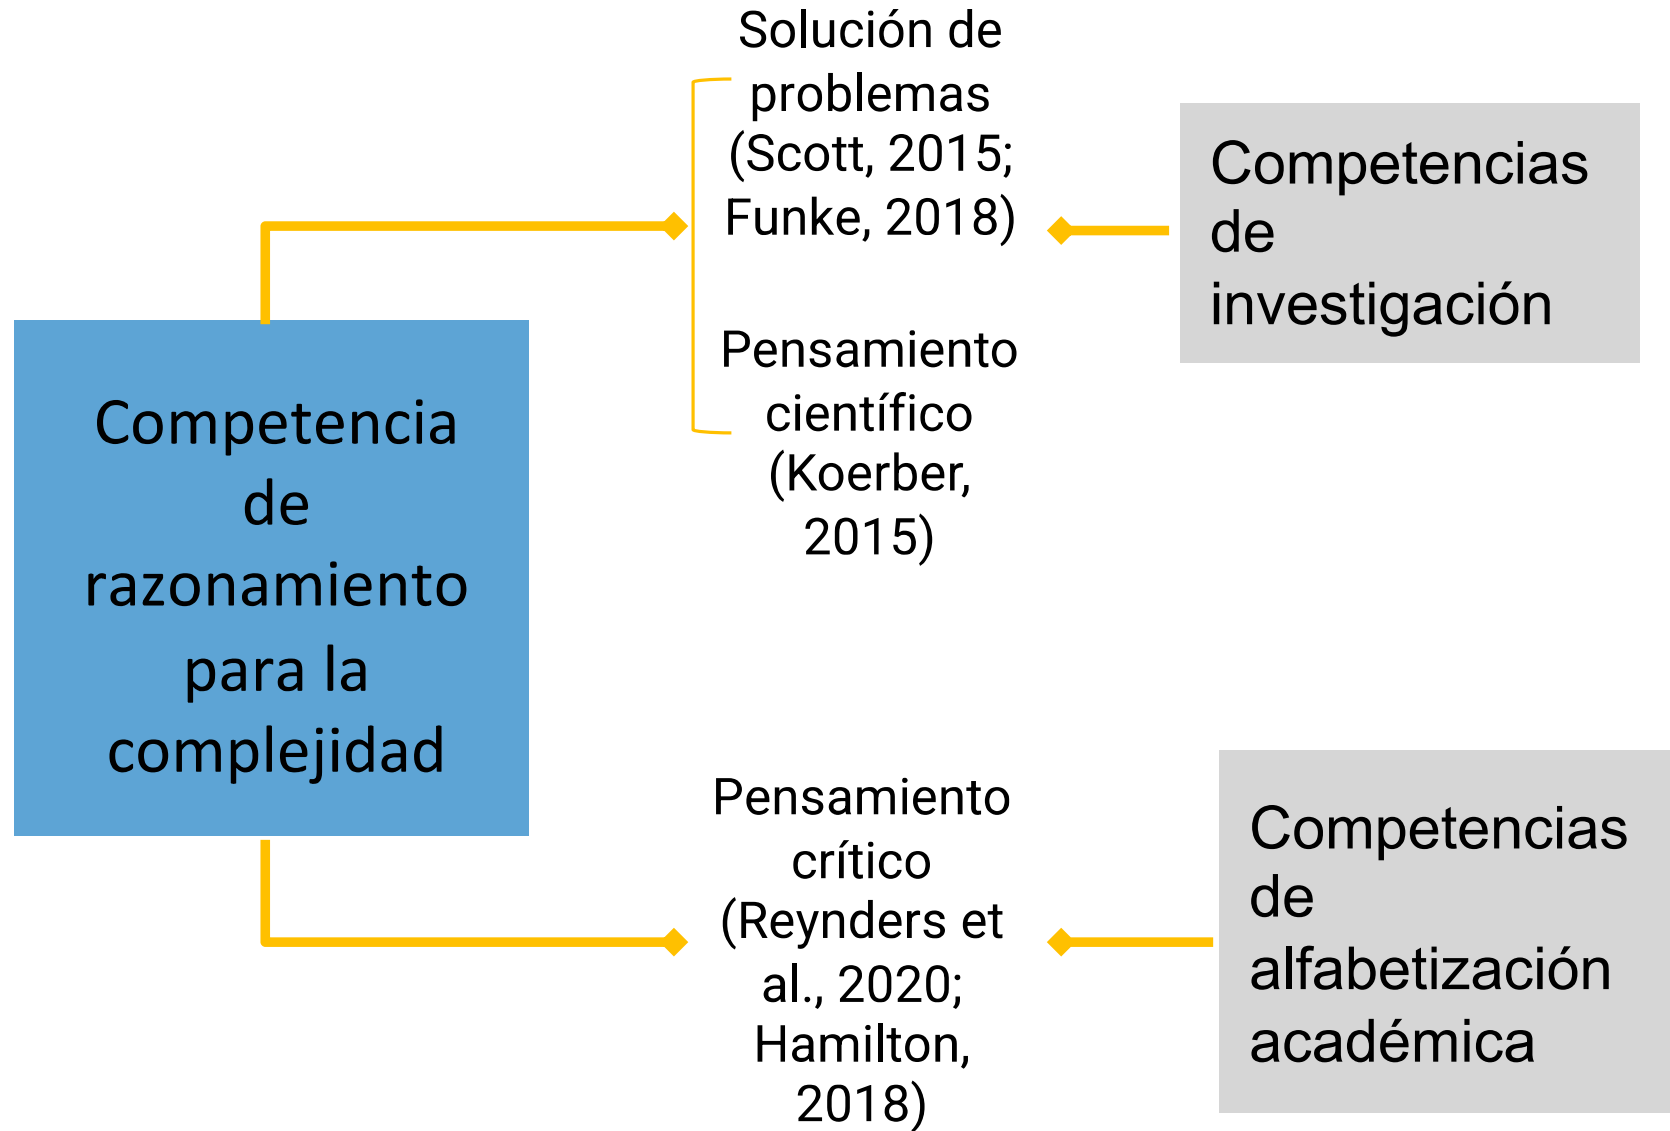 Competencia
de
razonamiento
para la
complejidad
Solución de
problemas
(Scott, 2015;
Funke, 2018)
Pensamiento
científico
(Koerber,
2015)
Competencias
de
investigación
Pensamiento
crítico
(Reynders et
al., 2020;
Hamilton,
2018)
Competencias
de
alfabetización
académica